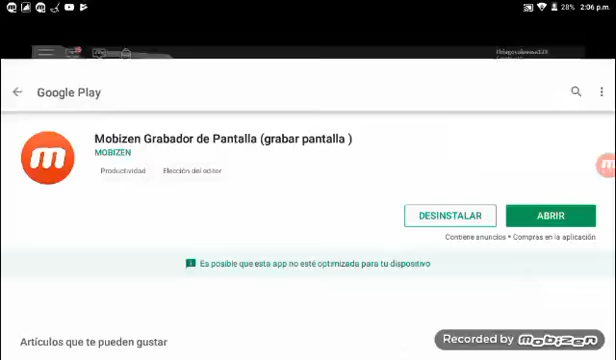 28% 2:06 p.m.
Google Play
Mobizen Grabador de Pantalla (grabar pantalla )
MOBIZEN
Productividad Elección del editor
DESINSTALAR ABRIR
Contiene anuncios • Compras en la aplicación
Es posible que esta app no esté optimizada para tu dispositivo
Artículos que te pueden gustar
Recorded by mobizen